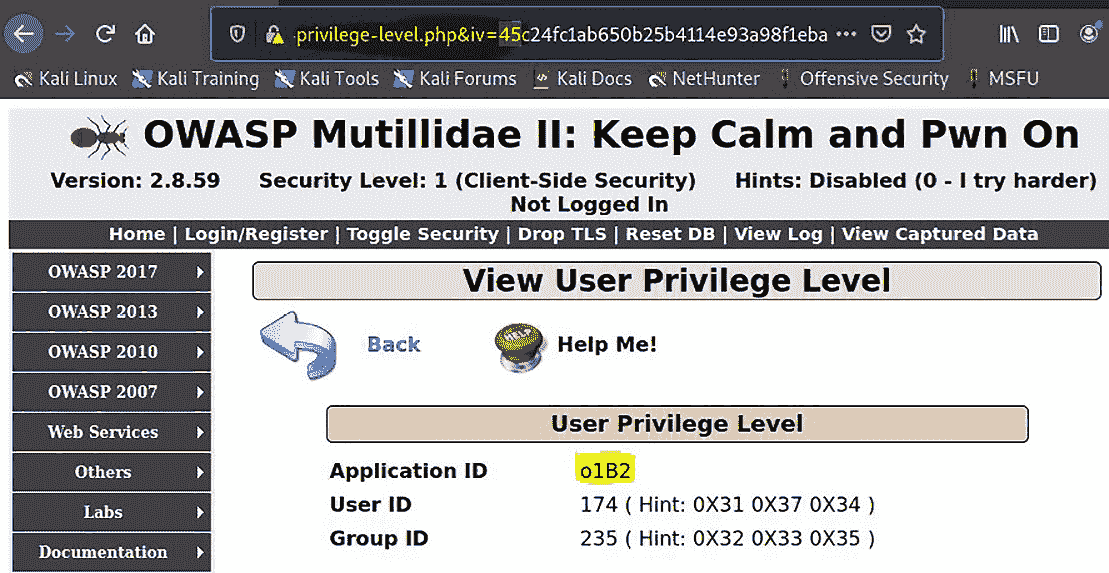 privilege-level.php&iv=45c24fc1ab650b25b4114e93a98f1eba
Kali Linux Kali Training Kali Tools Kali Forums Kali Docs NetHunter Offensive Security MSFU
OWASP Mutillidae II: Keep Calm and Pwn On
Version: 2.8.59 Security Level: 1 (Client-Side Security) Hints: Disabled (0 - I try harder)
Not Logged In
Home | Login/Register | Toggle Security | Drop TLS | Reset DB | View Log | View Captured Data
OWASP 2017
OWASP 2013
OWASP 2010
OWASP 2007
Web Services
Others
Labs
Documentation
View User Privilege Level
Back
HELP
Help Me!
User Privilege Level
Application ID o1B2
User ID 174 ( Hint: 0X31 0X37 0X34 )
Group ID 235 ( Hint: 0X32 0X33 0X35 )